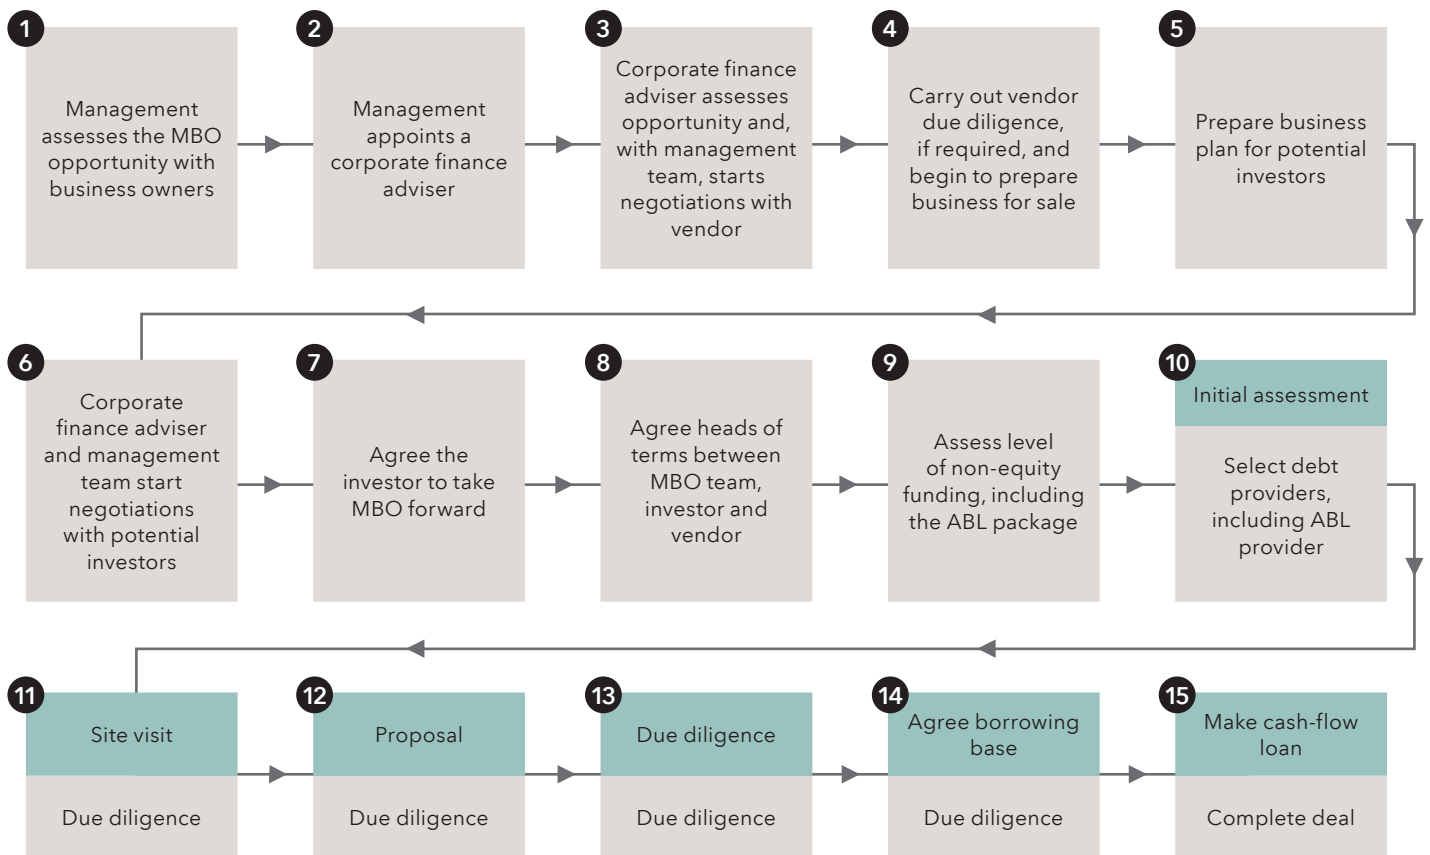 1
Management
assesses the MBO
opportunity with
business owners
2
Management
appoints a
corporate finance
adviser
3
Corporate finance
adviser assesses
opportunity and,
with management
team, starts
negotiations with
vendor
4
Carry out vendor
due diligence,
if required, and
begin to prepare
business for sale
5
Prepare business
plan for potential
investors
6
Corporate
finance adviser
and management
team start
negotiations
with potential
investors
7
Agree the
investor to take
MBO forward
8
Agree heads of
terms between
MBO team,
investor and
vendor
9
Assess level
of non-equity
funding, including
the ABL package
10
Initial assessment
Select debt
providers,
including ABL
provider
11
Site visit
Due diligence
12
Proposal
Due diligence
13
Due diligence
Due diligence
14
Agree borrowing
base
Due diligence
15
Make cash-flow
loan
Complete deal